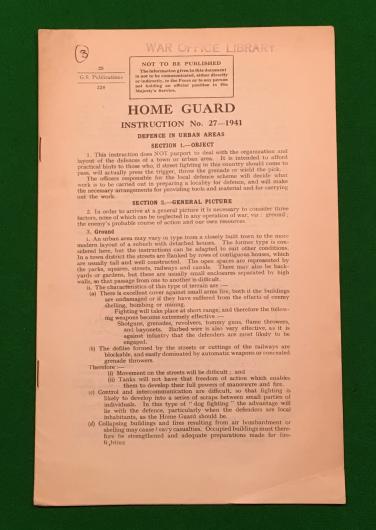 3
WAR OFFICE LIBRARY
NOT TO BE PUBLISHED
The information given in this document
is not to be communicated, either directly
or indirectly, to the Press or to any person
not holding an official position in His
Majesty's Service.
G.S. Publications
HOME GUARD
INSTRUCTION No. 27—1941
DEFENCE IN URBAN AREAS
SECTION 1.—OBJECT
1. This instruction does NOT purport to deal with the organization and
layout of the defences of a town or urban area. It is intended to afford
practical hints to those who, if street fighting in this country should come to
pass, will actually press the trigger, throw the grenade or wield the pick.
The officers responsible for the local defence scheme will decide what
work is to be carried out in preparing a locality for defence, and will make
the necessary arrangements for providing tools and material and for carrying
out the work.
SECTION 2.—GENERAL PICTURE
2. In order to arrive at a general picture it is necessary to consider three
factors, none of which can be neglected in any operation of war, viz: ground;
the enemy's probable course of action and our own resources.
3. Ground
i. An urban area may vary in type from a closely built town to the more
modern layout of a suburb with detached houses. The former type is con-
sidered here, but the instructions can be adapted to suit other conditions.
In a town district the streets are flanked by rows of contiguous houses, which
are usually tall and well constructed. The open spaces are represented by
the parks, squares, streets, railways and canals. There may also be back-
yards or gardens, but these are usually small enclosures separated by high
walls, so that passage from one to another is difficult.
ii. The characteristics of this type of terrain are:—
(a) There is excellent cover against small arms fire, both if the buildings
are undamaged or if they have suffered from the effects of enemy
shelling, bombing or mining.
Fighting will take place at short range, and therefore the follow-
ing weapons become extremely effective:—
Shotguns, grenades, revolvers, tommy guns, flame throwers,
and bayonets. Barbed wire is also very effective, as it is
against infantry that the defenders are most likely to be
engaged.
(b) The defiles formed by the streets or cuttings of the railways are
blockable, and easily dominated by automatic weapons or concealed
grenade throwers.
Therefore:—
(i) Movement on the streets will be difficult; and
(ii) Tanks will not have that freedom of action which enables
them to develop their full powers of manœuvre and fire.
(c) Control and intercommunication are difficult, so that fighting is
likely to develop into a series of scraps between small parties of
individuals. In this type of "dog fighting" the advantage will
lie with the defence, particularly when the defenders are local
inhabitants, as the Home Guard should be.
(d) Collapsing buildings and fires resulting from air bombardment or
shelling may cause heavy casualties. Occupied buildings must there-
fore be strengthened and adequate preparations made for fire-
fighting